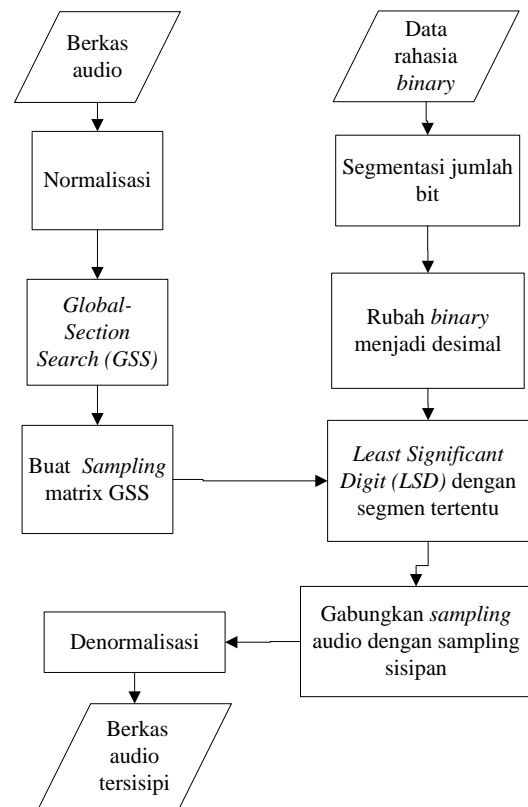 Berkas
audio
Normalisasi
Global-
Section
Search (GSS)
Buat Sampling
matrix GSS
Data
rahasia
binary
Segmentasi jumlah
bit
Rubah binary
menjadi desimal
Least Significant
Digit (LSD) dengan
segmen tertentu
Gabungkan sampling
audio dengan sampling
sisipan
Denormalisasi
Berkas
audio
tersisipi